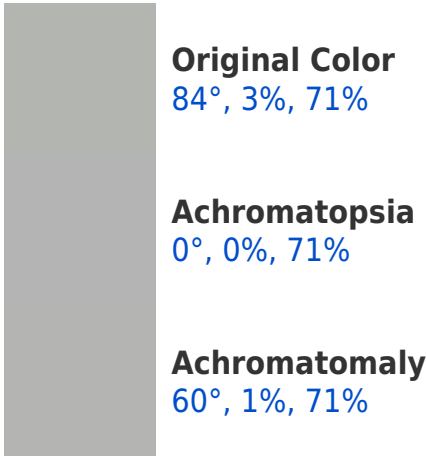 Original Color
84°, 3%, 71%
Achromatopsia
0°, 0%, 71%
Achromatomaly
60°, 1%, 71%